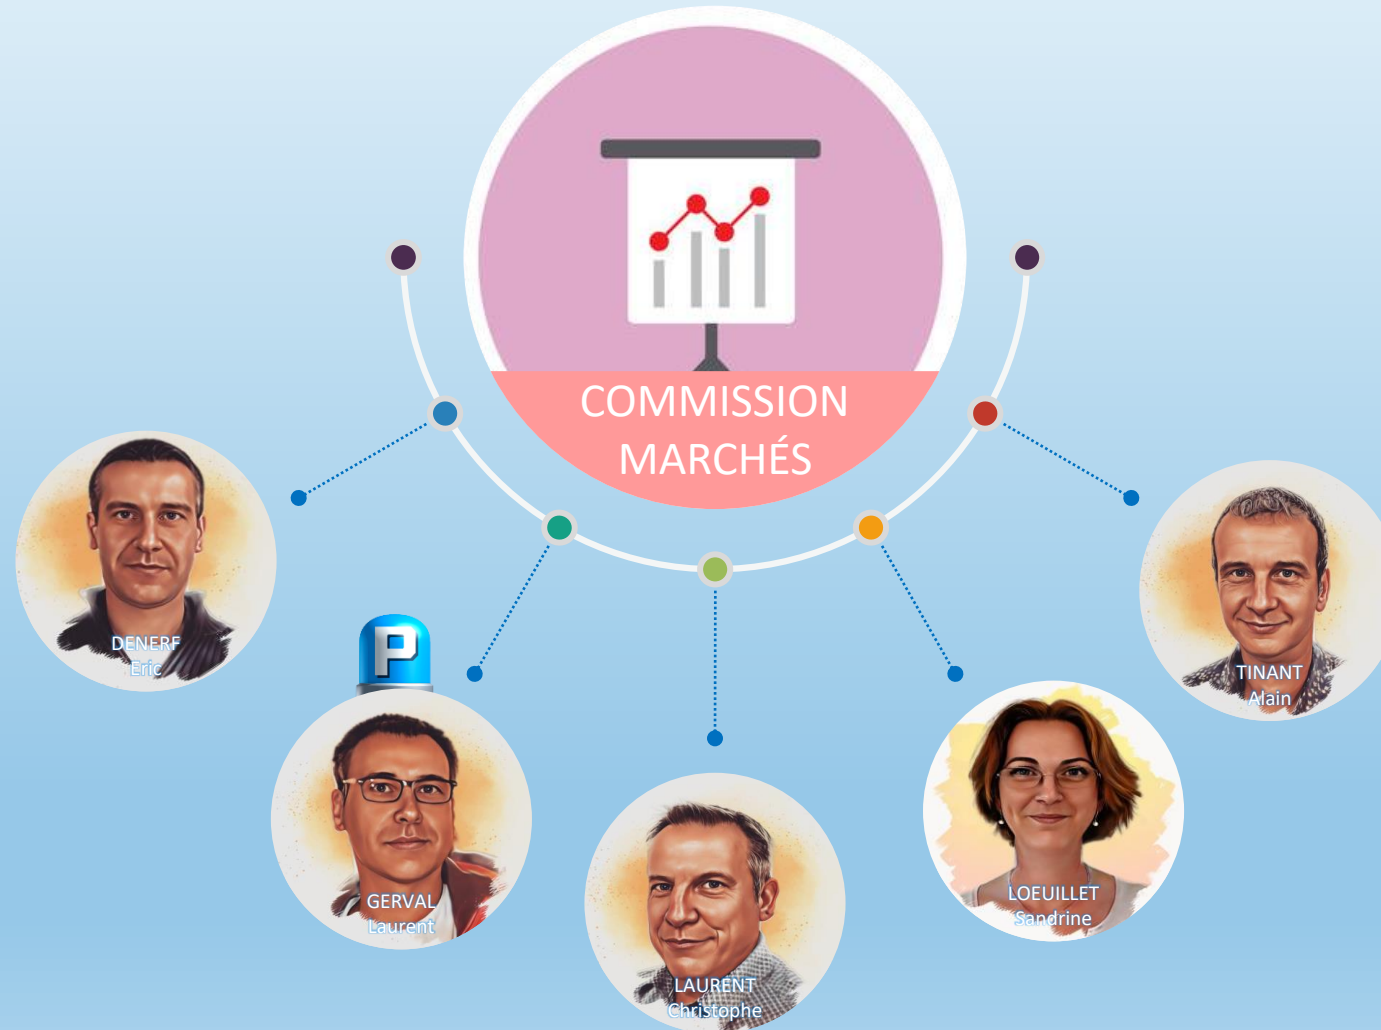 COMMISSION
MARCHÉS
DENERF
Eric
P
GERVAL
Laurent
LAURENT
Christophe
LOEUILLET
Sandrine
TINANT
Alain